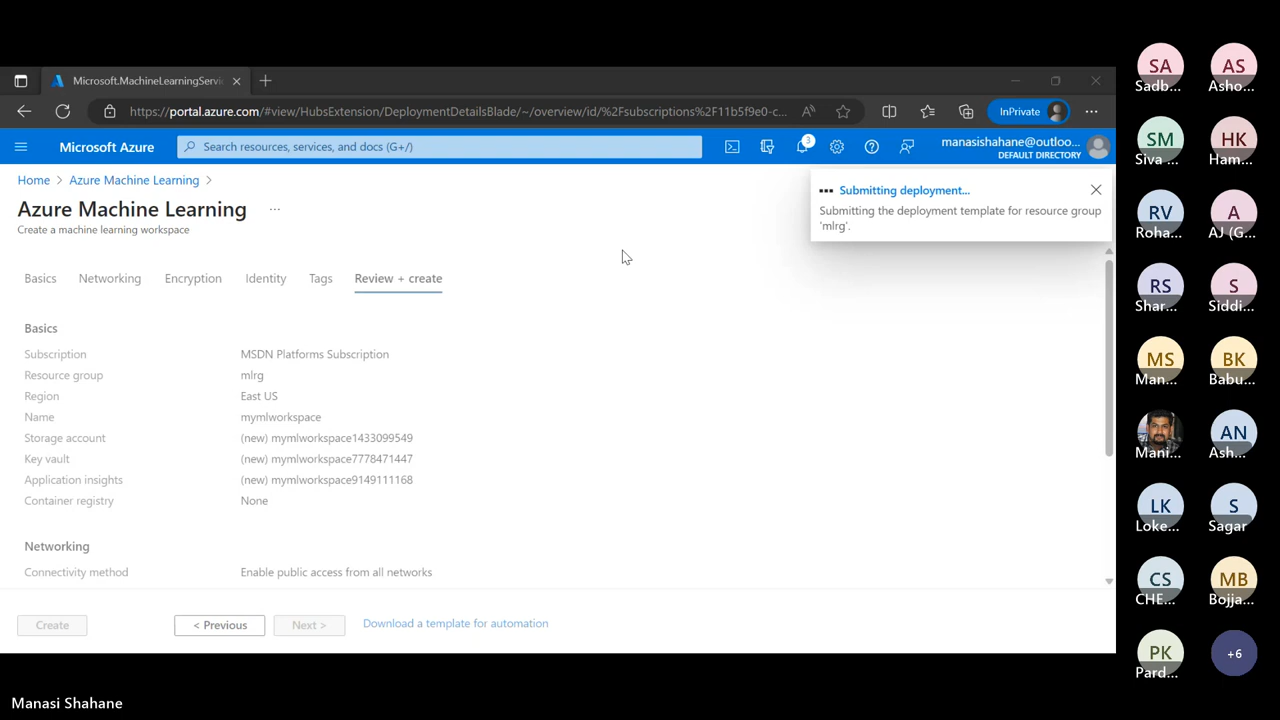 Microsoft.MachineLearningServi
https://portal.azure.com/#view/HubsExtension/DeploymentDetailsBlade/~/overview/id/%2Fsubscriptions%2F11b5f9e0-c...
InPrivate
Microsoft Azure
Search resources, services, and docs (G+/)
3
manasishahane@outloo...
DEFAULT DIRECTORY
Home > Azure Machine Learning >
Azure Machine Learning ...
Create a machine learning workspace
Submitting deployment...
Submitting the deployment template for resource group
'mlrg'.
Basics Networking Encryption Identity Tags Review + create
Basics
Subscription MSDN Platforms Subscription
Resource group mlrg
Region East US
Name mymlworkspace
Storage account (new) mymlworkspace1433099549
Key vault (new) mymlworkspace7778471447
Application insights (new) mymlworkspace9149111168
Container registry None
Networking
Connectivity method Enable public access from all networks
Create < Previous Next > Download a template for automation
SA AS
Sadb... Asho...
SM HK
Siva ... Ham...
RV A
Roha... AJ (G...
RS S
Shar... Siddi...
MS BK
Man... Babu...
AN
Mani... Ash...
LK S
Loke... Sagar
CS MB
CHE... Bojja...
PK +6
Pard...
Manasi Shahane